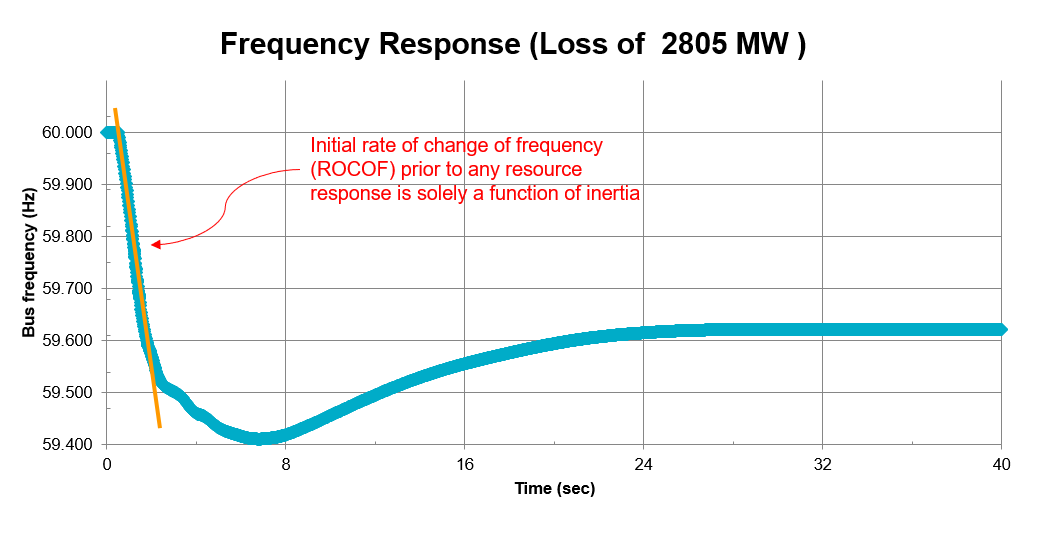 Frequency Response (Loss of  2805 MW )
Initial rate of change of frequency
(ROCOF) prior to any resource
response is solely a function of inertia
Bus frequency (Hz)
60.000
59.900
59.800
59.700
59.600
59.500
59.400
0 8 16 24 32 40
Time (sec)